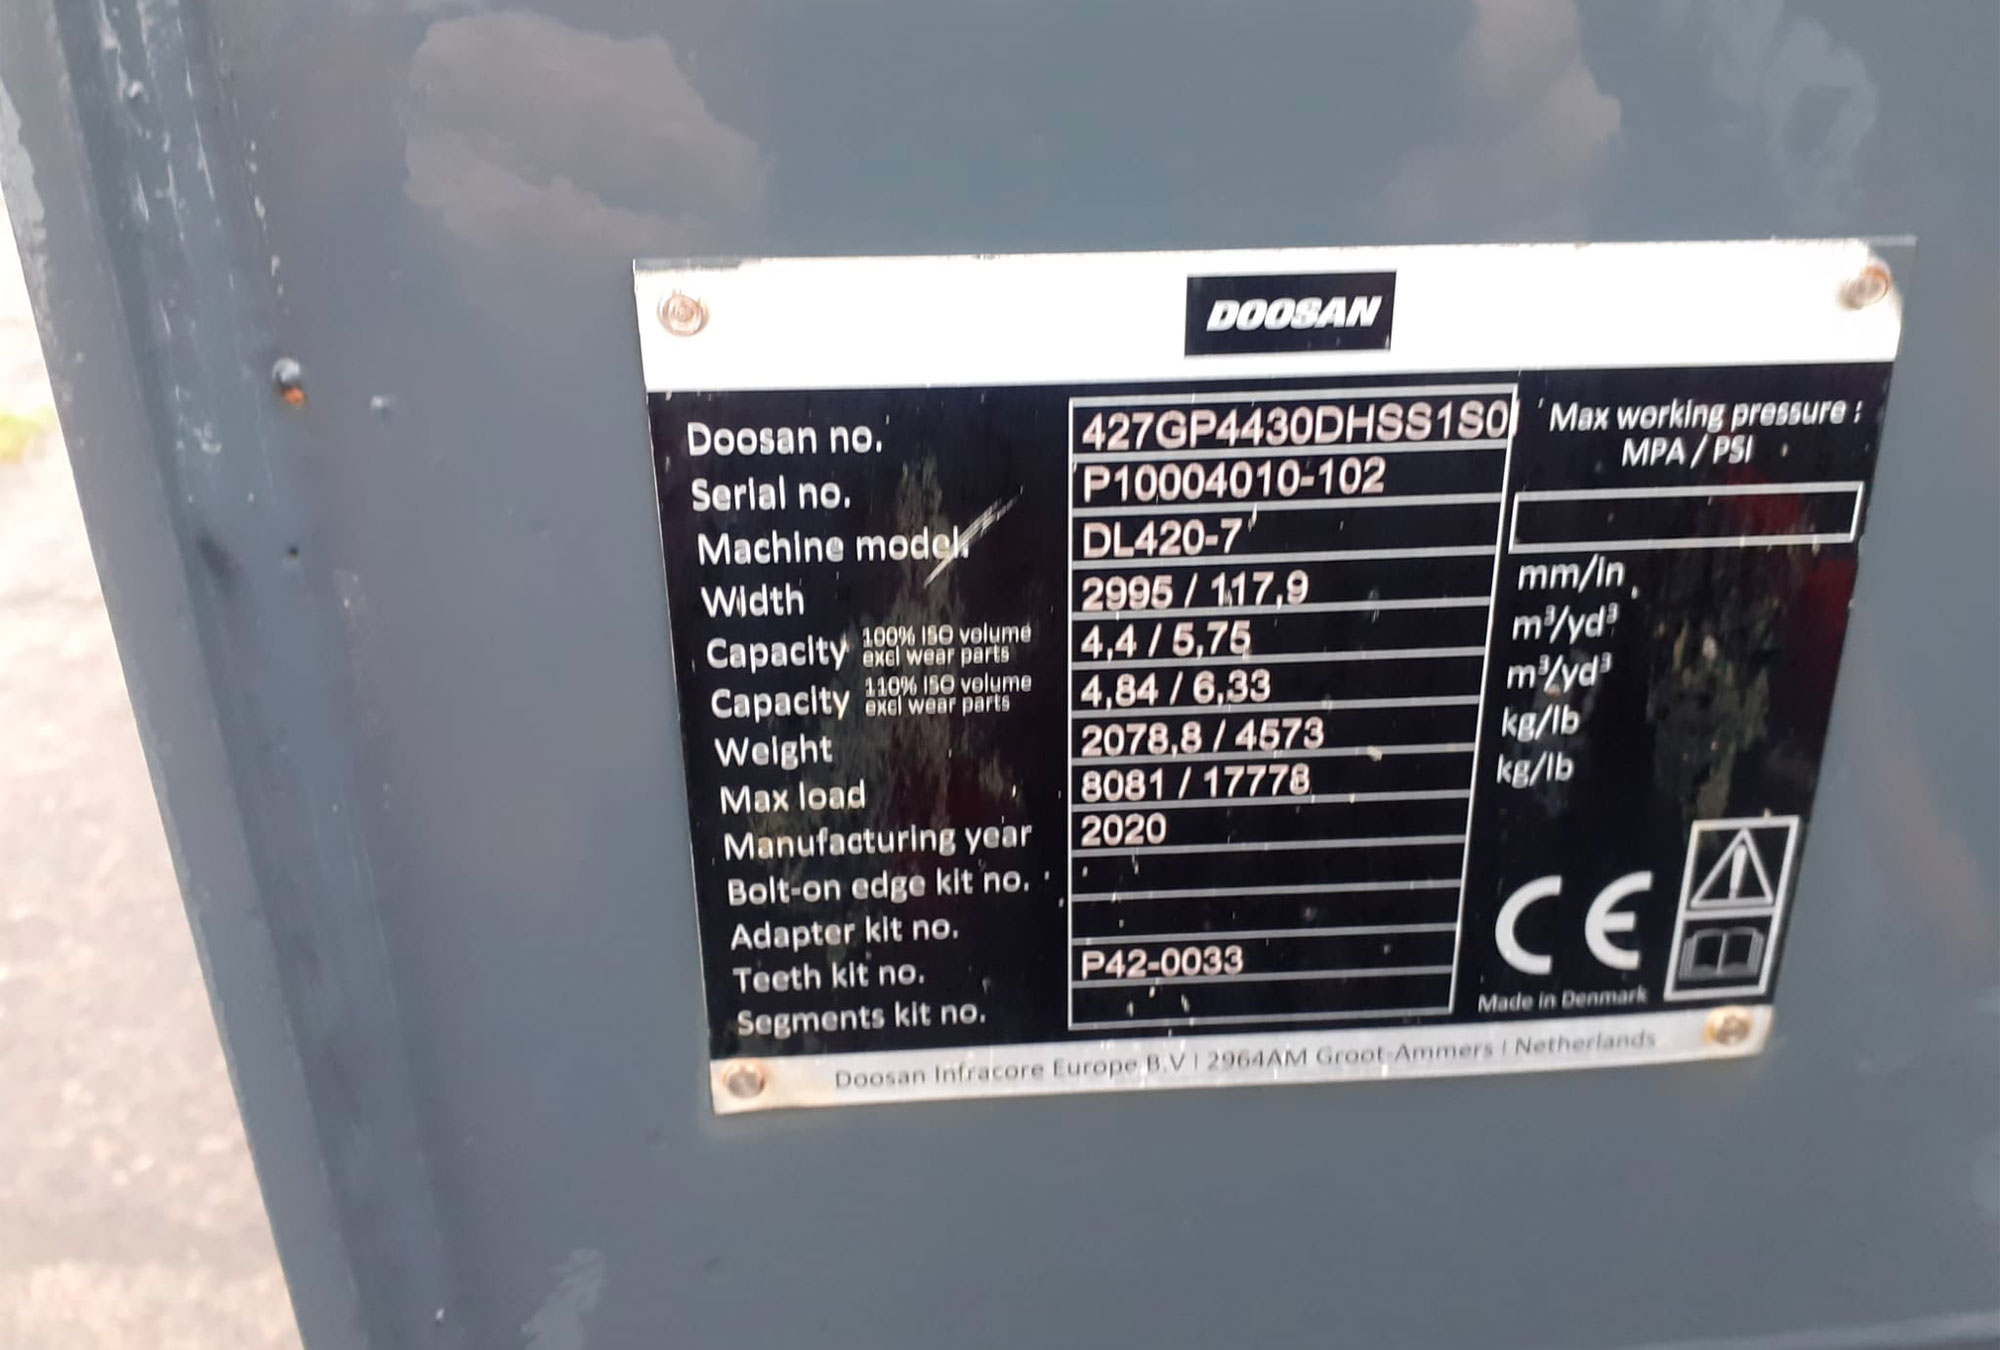 DOOSAN
Doosan no. 427GP4430DHSS1S0 Max working pressure :
MPA / PSI
Serial no. P10004010-102
Machine model. DL420-7
Width 2995 / 117,9 mm/in
Capacity 100% ISO volume excl wear parts 4,4 / 5,75 m³/yd³
Capacity 110% ISO volume excl wear parts 4,84 / 6,33 m³/yd³
Weight 2078,8 / 4573 kg/lb
Max load 8081 / 17778 kg/lb
Manufacturing year 2020
Bolt-on edge kit no.
Adapter kit no.
Teeth kit no. P42-0033
Segments kit no.
CE
Made in Denmark
Doosan Infracore Europe B.V | 2964AM Groot-Ammers | Netherlands